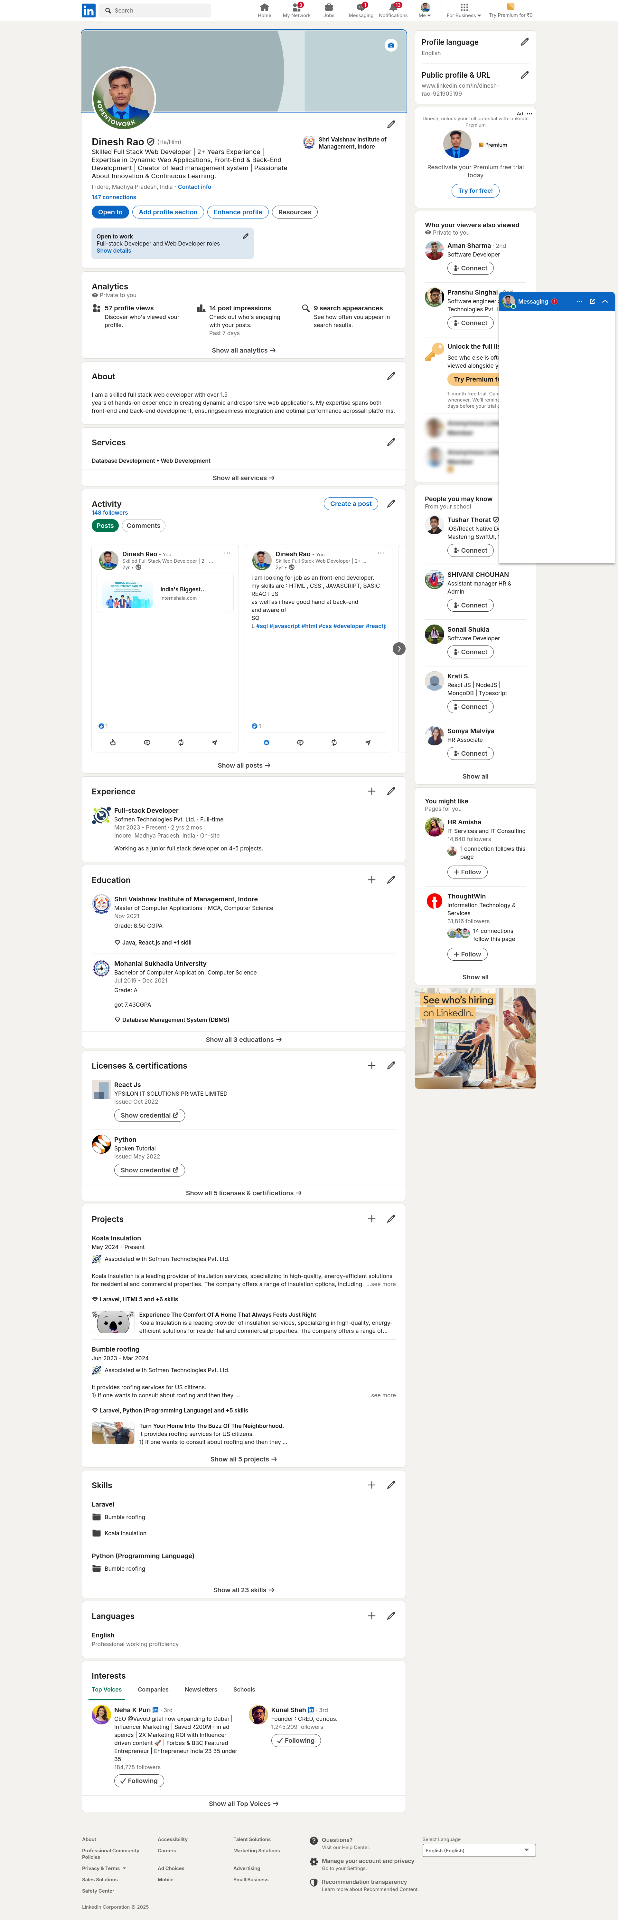 Search
Home
My Network
Jobs
Messaging
Notifications
Me
For Business
Try Premium for ₹0
#OPENTOWORK
Dinesh Rao (He/Him)
Skilled Full Stack Web Developer | 2+ Years Experience |
Expertise in Dynamic Web Applications, Front-End & Back-End
Development | Creator of lead management system | Passionate
About Innovation & Continuous Learning.
Shri Vaishnav Institute of
Management, Indore
Indore, Madhya Pradesh, India · Contact info
147 connections
Open to
Add profile section
Enhance profile
Resources
Open to work
Full-stack Developer and Web Developer roles
Show details
Analytics
Private to you
57 profile views
Discover who's viewed your
profile.
14 post impressions
Check out who's engaging
with your posts.
Past 7 days
9 search appearances
See how often you appear in
search results.
Show all analytics →
About
I am a skilled full stack web developer with over 1.5
years of hands-on experience in creating dynamic and responsive web applications. My expertise spans both
front-end and back-end development, ensuring seamless integration and optimal performance across all platforms.
Services
Database Development • Web Development
Show all services →
Activity
148 followers
Create a post
Posts
Comments
Dinesh Rao • You
Skilled Full Stack Web Developer | 2+ ...
2yr •
India's Biggest...
internshala.com
1
Dinesh Rao • You
Skilled Full Stack Web Developer | 2+ ...
2yr •
I am looking for job as an front-end developer.
my skills are : HTML , CSS , JAVASCRIPT, BASIC
REACT JS
as well as i have good hand at back-end
and aware of
SQ
L #sql #javascript #html #css #developer #reactjs
1
Show all posts →
Experience
Full-stack Developer
Sofmen Technologies Pvt. Ltd. · Full-time
Mar 2023 - Present · 2 yrs 2 mos
Indore, Madhya Pradesh, India · On-site
Working as a junior full stack developer on 4-5 projects.
Education
Shri Vaishnav Institute of Management, Indore
Master of Computer Applications - MCA, Computer Science
Nov 2021
Grade: 8.50 CGPA
Java, React.js and +1 skill
Mohanlal Sukhadia University
Bachelor of Computer Application, Computer Science
Jul 2019 - Dec 2021
Grade: A
got 7.43CGPA
Database Management System (DBMS)
Show all 3 educations →
Licenses & certifications
React Js
YPSILON IT SOLUTIONS PRIVATE LIMITED
Issued Oct 2022
Show credential
Python
Spoken Tutorial
Issued May 2022
Show credential
Show all 5 licenses & certifications →
Projects
Koala Insulation
May 2024 - Present
Associated with Sofmen Technologies Pvt. Ltd.
Koala Insulation is a leading provider of insulation services, specializing in high-quality, energy-efficient solutions
for residential and commercial properties. The company offers a range of insulation options, including ...see more
Laravel, HTML5 and +6 skills
Experience The Comfort Of A Home That Always Feels Just Right
Koala Insulation is a leading provider of insulation services, specializing in high-quality, energy-
efficient solutions for residential and commercial properties. The company offers a range of...
Bumble roofing
Jun 2023 - Mar 2024
Associated with Sofmen Technologies Pvt. Ltd.
It provides roofing services for US citizens.
1) If one wants to consult about roofing and then they ... see more
Laravel, Python (Programming Language) and +5 skills
Turn Your Home Into The Buzz Of The Neighborhood.
It provides roofing services for US citizens.
1) If one wants to consult about roofing and then they ...
Show all 5 projects →
Skills
Laravel
Bumble roofing
Koala Insulation
Python (Programming Language)
Bumble roofing
Show all 23 skills →
Languages
English
Professional working proficiency
Interests
Top Voices
Companies
Newsletters
Schools
Neha K Puri · 3rd
CEO @Vavo Digital now expanding to Dubai |
Influencer Marketing | Saved ₹200M+ in ad
spends | 2X Marketing ROI with influencer-
driven content 🚀 | Forbes & BBC Featured
Entrepreneur | Entrepreneur India 23 35 under
35
184,775 followers
Following
Kunal Shah · 3rd
Founder : CRED, curious.
Following
Show all Top Voices →
Profile language
English
Public profile & URL
www.linkedin.com/in/dinesh-
rao-921905199
Ad ...
Dinesh, unlock your full potential with LinkedIn
Premium
Premium
Reactivate your Premium free trial
today
Try for free!
Who your viewers also viewed
Private to you
Aman Sharma · 2nd
Software Developer
Connect
Pranshu Singhai
Software engineer
Technologies Pvt.
Connect
Unlock the full lis
See who else is oft
viewed alongside y
Try Premium f
Messaging
People you may know
From your school
Tushar Thorat
iOS/React Native D
Mastering SwiftUI,
Connect
SHIVANI CHOUHAN
Assistant manager HR &
Admin
Connect
Sonali Shukla
Software Developer
Connect
Krati S.
React JS | NodeJS |
MongoDB | Typescript
Connect
Somya Malviya
HR Associate
Connect
Show all
You might like
Pages for you
HR Amisha
IT Services and IT Consulting
14,640 followers
1 connection follows this
page
Follow
ThoughtWin
Information Technology &
Services
14 connections
follow this page
Follow
Show all
See who's hiring
on LinkedIn.
About
Accessibility
Talent Solutions
Professional Community
Policies
Careers
Marketing Solutions
Privacy & Terms
Ad Choices
Advertising
Sales Solutions
Mobile
Small Business
Safety Center
Questions?
Visit our Help Center.
Manage your account and privacy
Go to your Settings.
Recommendation transparency
Learn more about Recommended Content.
Select Language
English (English)
LinkedIn Corporation © 2025